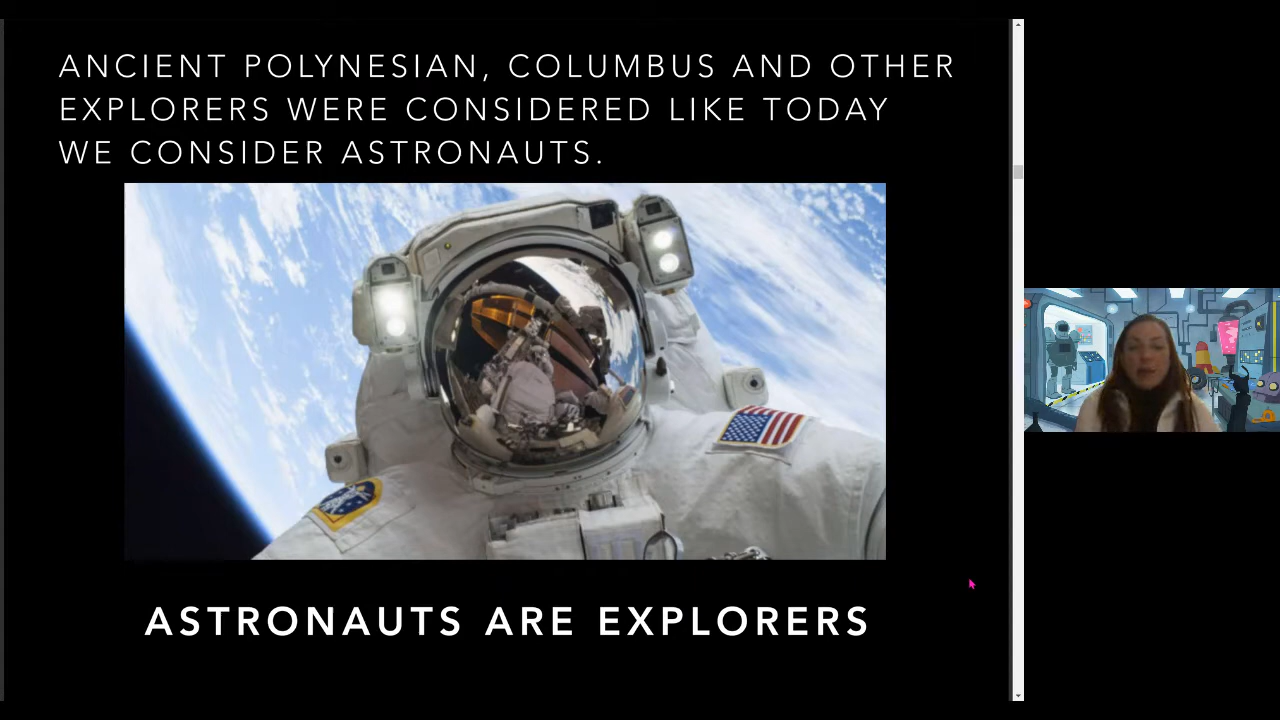 ANCIENT POLYNESIAN, COLUMBUS AND OTHER
EXPLORERS WERE CONSIDERED LIKE TODAY
WE CONSIDER ASTRONAUTS.
ASTRONAUTS ARE EXPLORERS